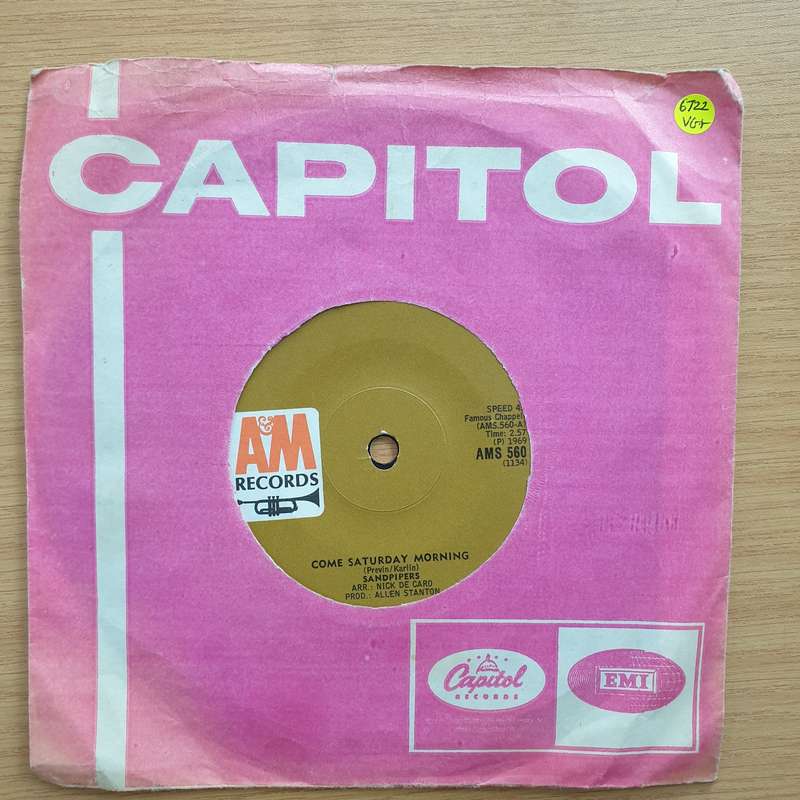 CAPITOL
6722
VG+
A&M
RECORDS
SPEED 4
Famous Chappel
(AMS.560-A
Time: 2.57
(P) 1969
AMS 560
(1134)
COME SATURDAY MORNING
(Previn/Karlin)
SANDPIPERS
ARR.: NICK DE CARO
PROD.: ALLEN STANTON
Capitol
RECORDS
EMI